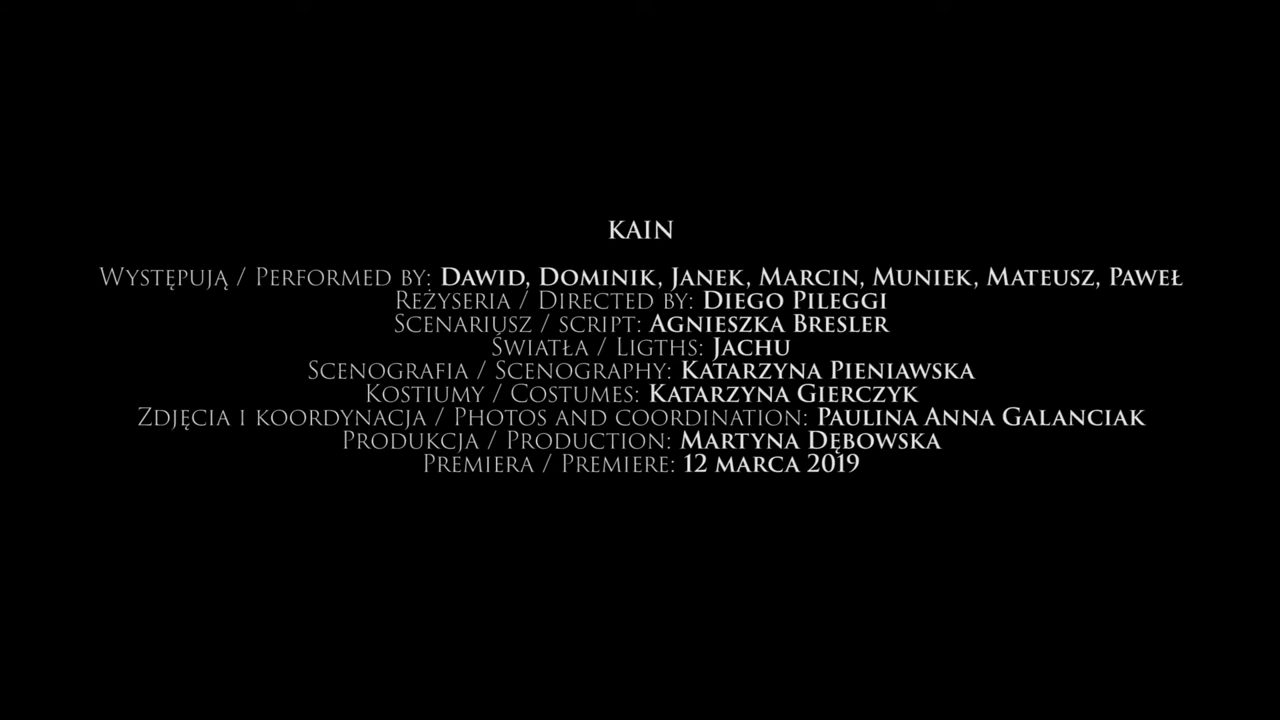 KAIN
Występują / Performed by: Dawid, Dominik, Janek, Marcin, Muniek, Mateusz, Paweł
Reżyseria / Directed by: Diego Pileggi
Scenariusz / script: Agnieszka Bresler
Światła / Ligths: Jachu
Scenografia / Scenography: Katarzyna Pieniawska
Kostiumy / Costumes: Katarzyna Gierczyk
Zdjęcia i koordynacja / Photos and coordination: Paulina Anna Galanciak
Produkcja / Production: Martyna Dębowska
Premiera / Premiere: 12 marca 2019